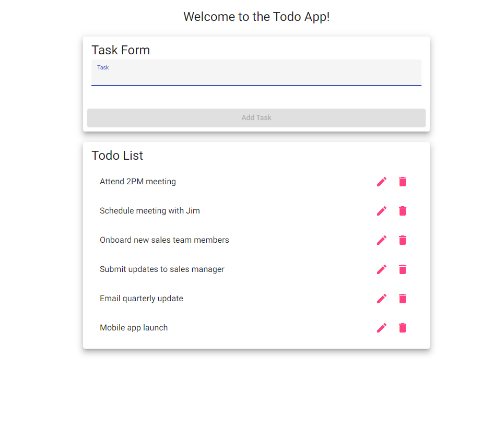 Welcome to the Todo App!
Task Form
Task
Add Task
Todo List
Attend 2PM meeting
Schedule meeting with Jim
Onboard new sales team members
Submit updates to sales manager
Email quarterly update
Mobile app launch